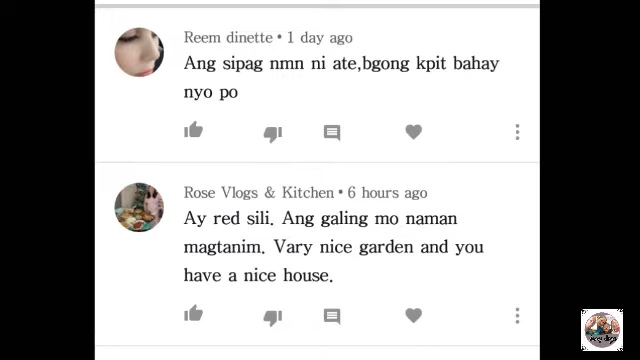 Reem dinette • 1 day ago
Ang sipag nmn ni ate,bgong kpit bahay
nyo po
Rose Vlogs & Kitchen • 6 hours ago
Ay red sili. Ang galing mo naman
magtanim. Vary nice garden and you
have a nice house.